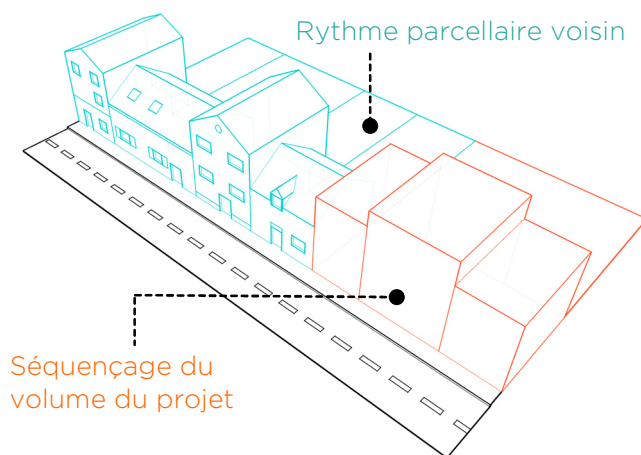 Rythme parcellaire voisin
Séquençage du
volume du projet